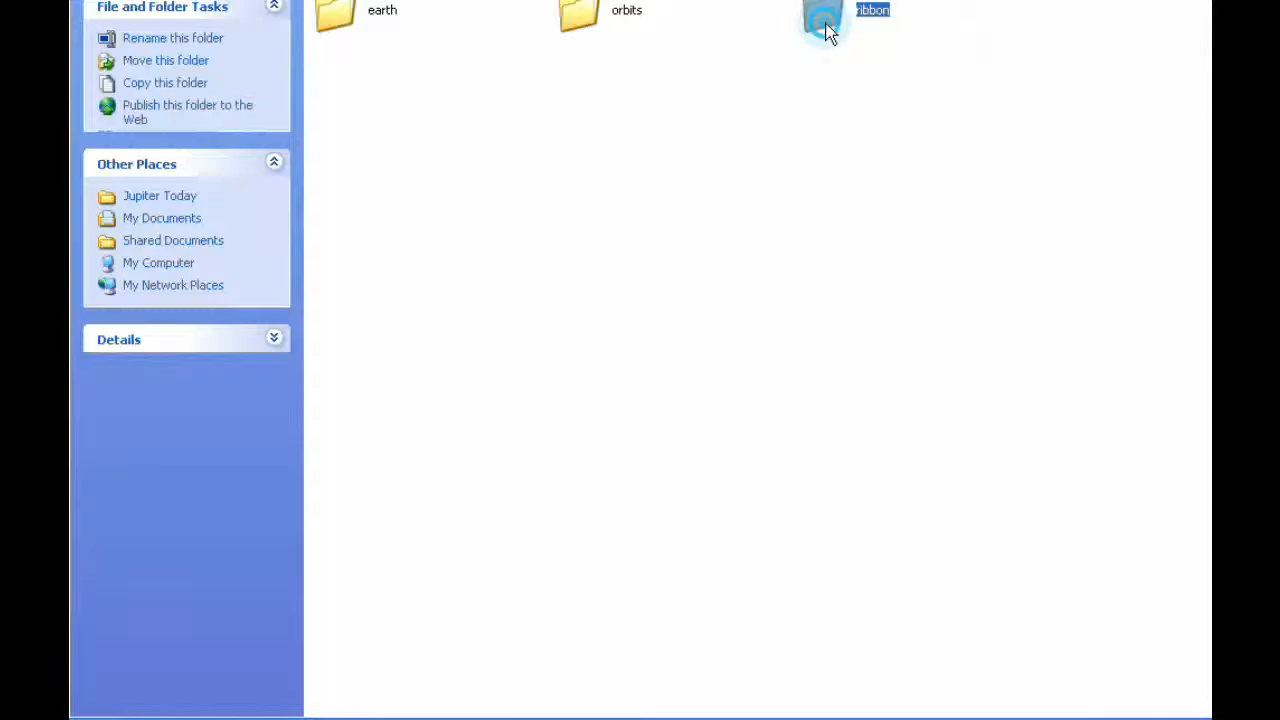 File and Folder Tasks
earth
orbits
ribbon
Rename this folder
Move this folder
Copy this folder
Publish this folder to the
Web
Other Places
Jupiter Today
My Documents
Shared Documents
My Computer
My Network Places
Details